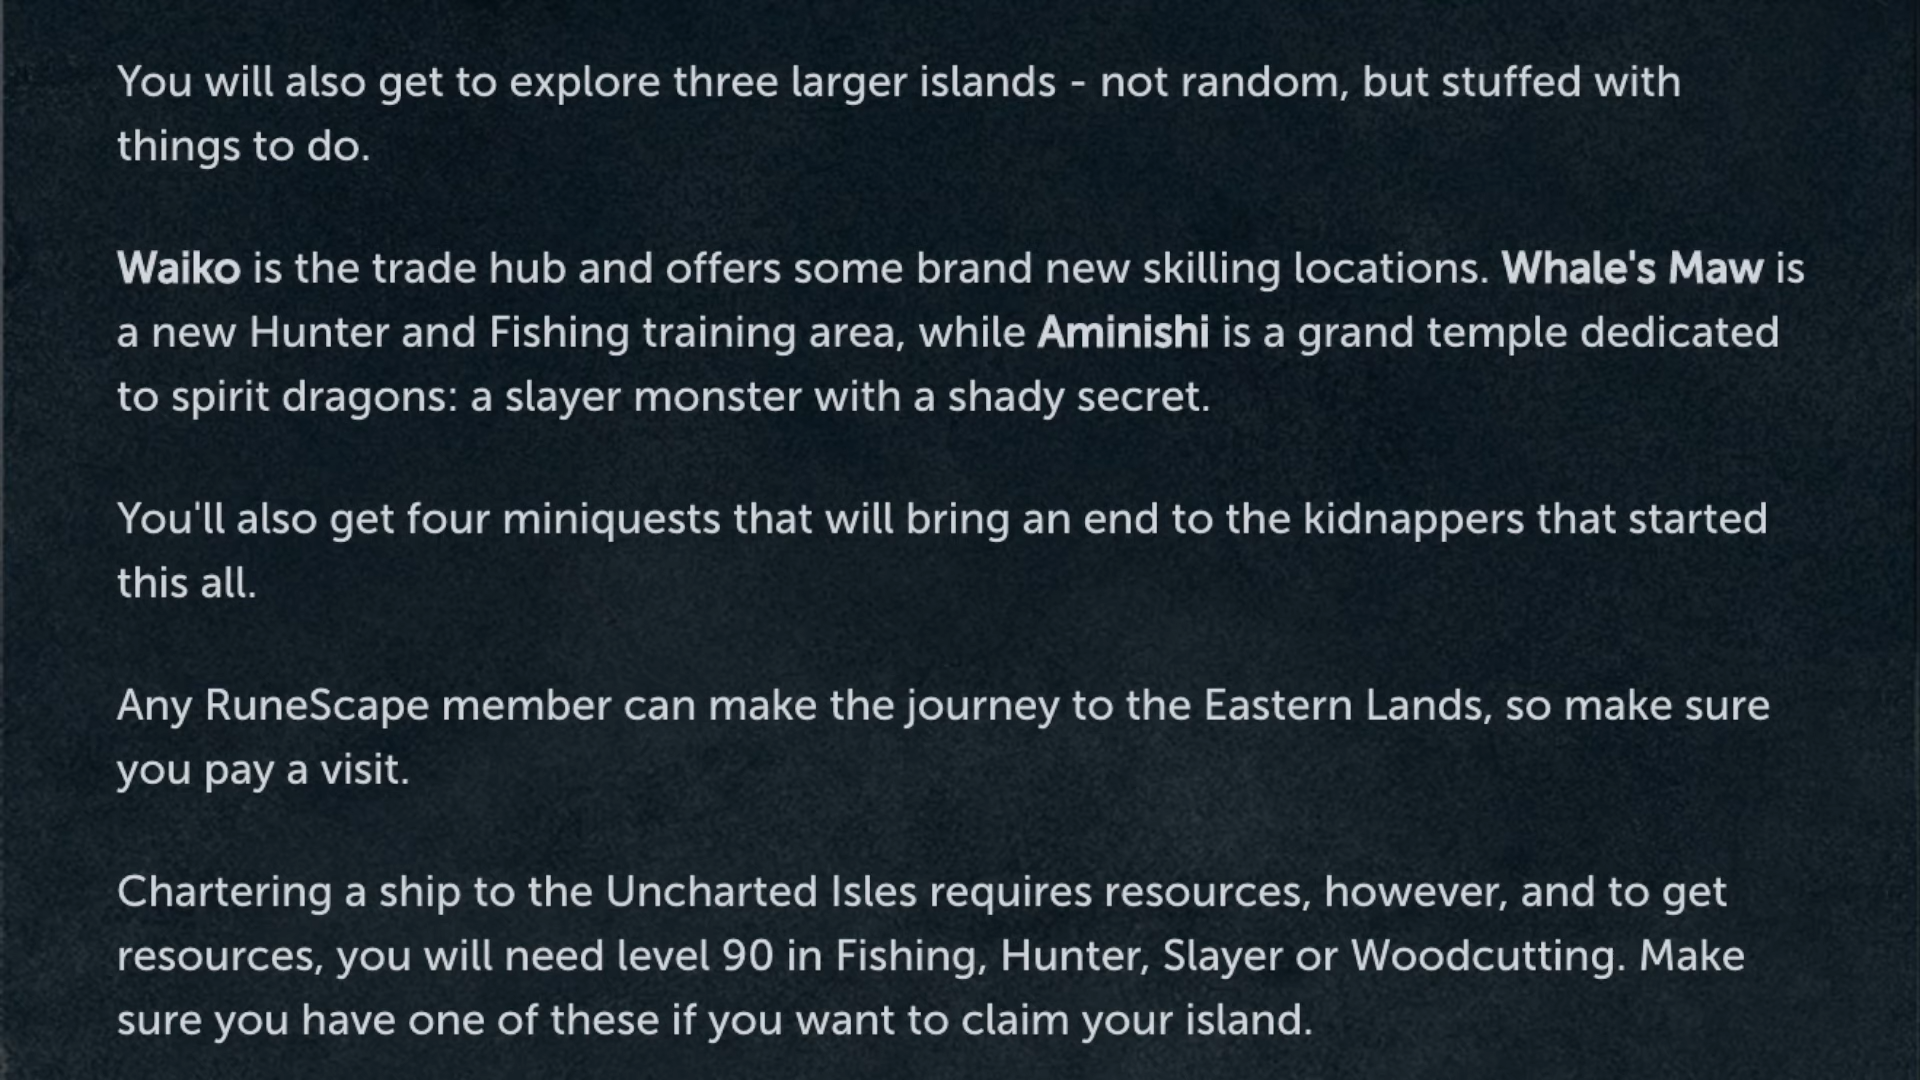 You will also get to explore three larger islands - not random, but stuffed with
things to do.
Waiko is the trade hub and offers some brand new skilling locations. Whale's Maw is
a new Hunter and Fishing training area, while Aminishi is a grand temple dedicated
to spirit dragons: a slayer monster with a shady secret.
You'll also get four miniquests that will bring an end to the kidnappers that started
this all.
Any RuneScape member can make the journey to the Eastern Lands, so make sure
you pay a visit.
Chartering a ship to the Uncharted Isles requires resources, however, and to get
resources, you will need level 90 in Fishing, Hunter, Slayer or Woodcutting. Make
sure you have one of these if you want to claim your island.